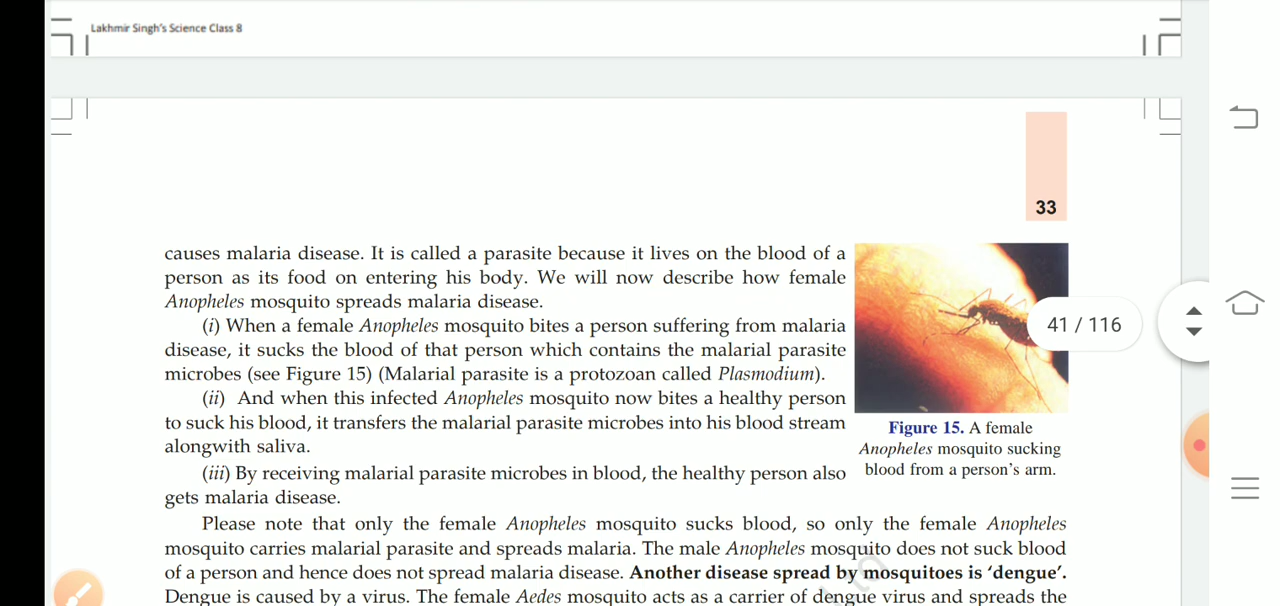 Lakhmir Singh's Science Class 8
33
causes malaria disease. It is called a parasite because it lives on the blood of a
person as its food on entering his body. We will now describe how female
Anopheles mosquito spreads malaria disease.
(i) When a female Anopheles mosquito bites a person suffering from malaria
disease, it sucks the blood of that person which contains the malarial parasite
microbes (see Figure 15) (Malarial parasite is a protozoan called Plasmodium).
(ii) And when this infected Anopheles mosquito now bites a healthy person
to suck his blood, it transfers the malarial parasite microbes into his blood stream
alongwith saliva.
(iii) By receiving malarial parasite microbes in blood, the healthy person also
gets malaria disease.
41 / 116
Figure 15. A female
Anopheles mosquito sucking
blood from a person's arm.
Please note that only the female Anopheles mosquito sucks blood, so only the female Anopheles
mosquito carries malarial parasite and spreads malaria. The male Anopheles mosquito does not suck blood
of a person and hence does not spread malaria disease. Another disease spread by mosquitoes is 'dengue'.
Dengue is caused by a virus. The female Aedes mosquito acts as a carrier of dengue virus and spreads the